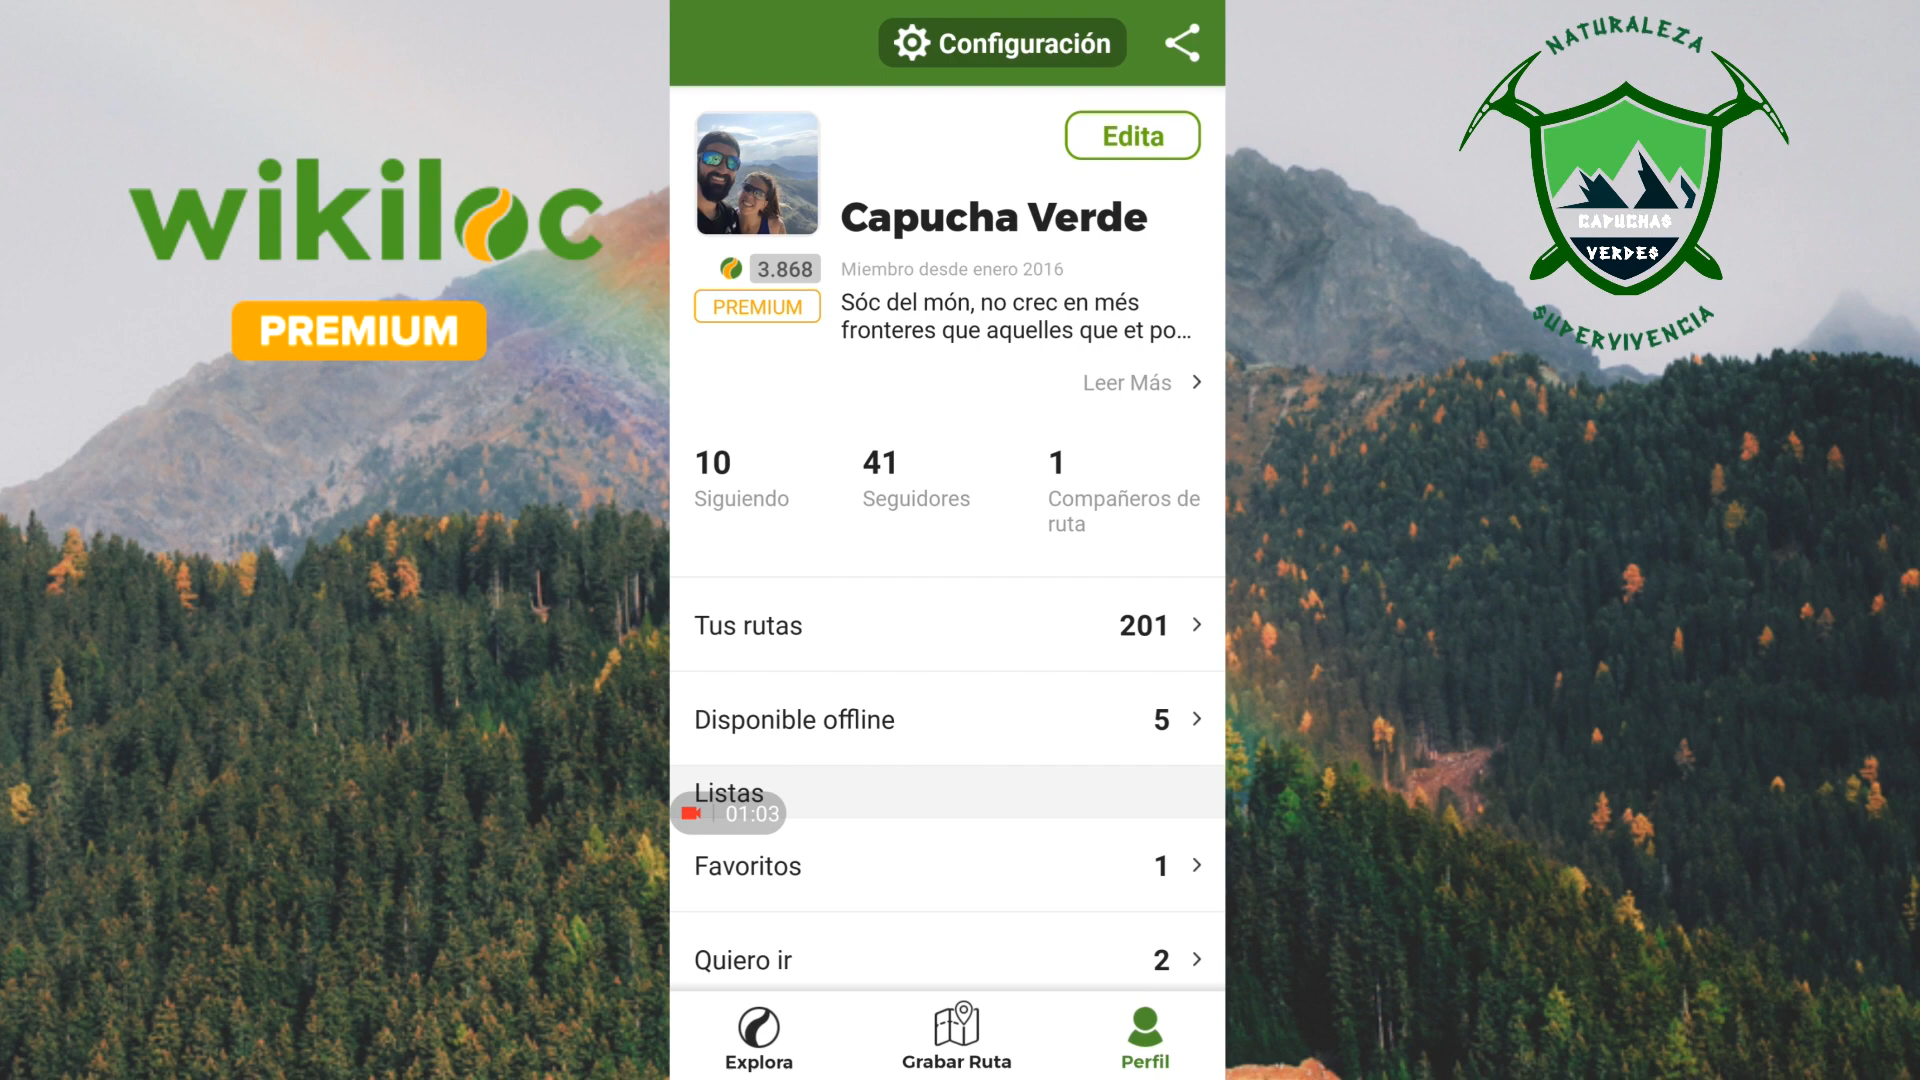 wikiloc
PREMIUM
Configuración
Edita
Capucha Verde
3.868
Miembro desde enero 2016
PREMIUM
Sóc del món, no crec en més
fronteres que aquelles que et po...
Leer Más
10
Siguiendo
41
Seguidores
1
Compañeros de
ruta
Tus rutas
201
Disponible offline
5
Listas
01:03
Favoritos
1
Quiero ir
2
Explora
Grabar Ruta
Perfil
NATURALEZA
CAPUCHAS
VERDES
SUPERVIVENCIA